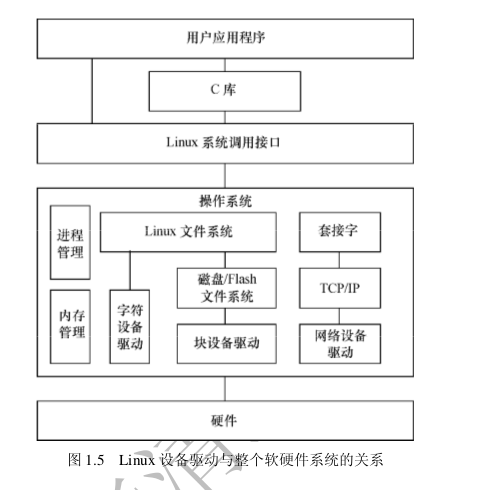 用户应用程序
C 库
Linux 系统调用接口
操作系统
进程
管理
Linux 文件系统
套接字
内存
管理
字符
设备
驱动
磁盘/Flash
文件系统
块设备驱动
TCP/IP
网络设备
驱动
硬件
图 1.5 Linux 设备驱动与整个软硬件系统的关系